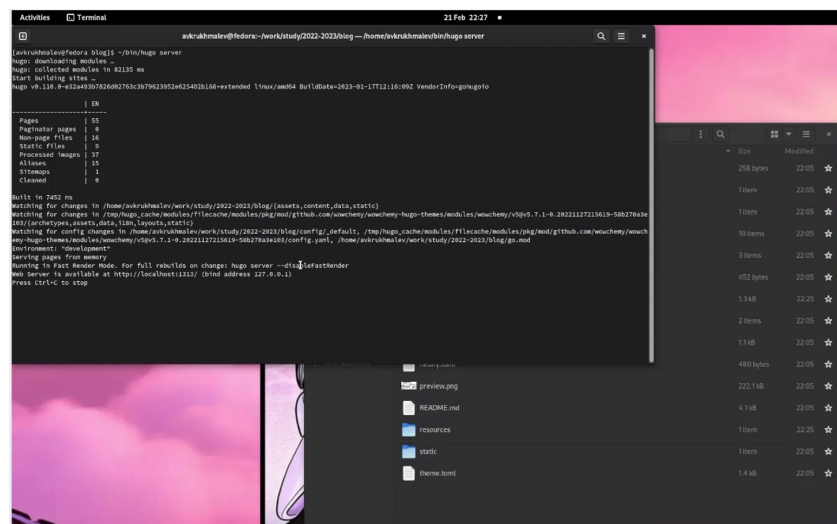 Activities Terminal 21 Feb 22:27
avkrukhmalev@fedora:~/work/study/2022-2023/blog — /home/avkrukhmalev/bin/hugo server
[avkrukhmalev@fedora blog]$ ~/bin/hugo server
hugo: downloading modules …
hugo: collected modules in 82135 ms
Start building sites …
hugo v0.110.0-e32a493b7826d02763c3b79623952e625402b168+extended linux/amd64 BuildDate=2023-01-17T12:16:09Z VendorInfo=gohugoio
| EN
-------------------+-----
Pages | 55
Paginator pages | 0
Non-page files | 16
Static files | 9
Processed images | 37
Aliases | 15
Sitemaps | 1
Cleaned | 0
Built in 7452 ms
Watching for changes in /home/avkrukhmalev/work/study/2022-2023/blog/{assets,content,data,static}
Watching for changes in /tmp/hugo_cache/modules/filecache/modules/pkg/mod/github.com/wowchemy/wowchemy-hugo-themes/modules/wowchemy/v5@v5.7.1-0.20221127215619-58b270a3e
103/{archetypes,assets,data,i18n,layouts,static}
Watching for config changes in /home/avkrukhmalev/work/study/2022-2023/blog/config/_default, /tmp/hugo_cache/modules/filecache/modules/pkg/mod/github.com/wowchemy/wowch
emy-hugo-themes/modules/wowchemy/v5@v5.7.1-0.20221127215619-58b270a3e103/config.yaml, /home/avkrukhmalev/work/study/2022-2023/blog/go.mod
Environment: "development"
Serving pages from memory
Running in Fast Render Mode. For full rebuilds on change: hugo server --disableFastRender
Web Server is available at http://localhost:1313/ (bind address 127.0.0.1)
Press Ctrl+C to stop
Size Modified
258 bytes 22:05
1 item 22:05
1 item 22:05
10 items 22:05
3 items 22:05
452 bytes 22:05
1.3 kB 22:25
2 items 22:05
1.1 kB 22:05
480 bytes 22:05
preview.png 222.1 kB 22:05
README.md 4.1 kB 22:05
resources 1 item 22:25
static 1 item 22:05
theme.toml 1.4 kB 22:05